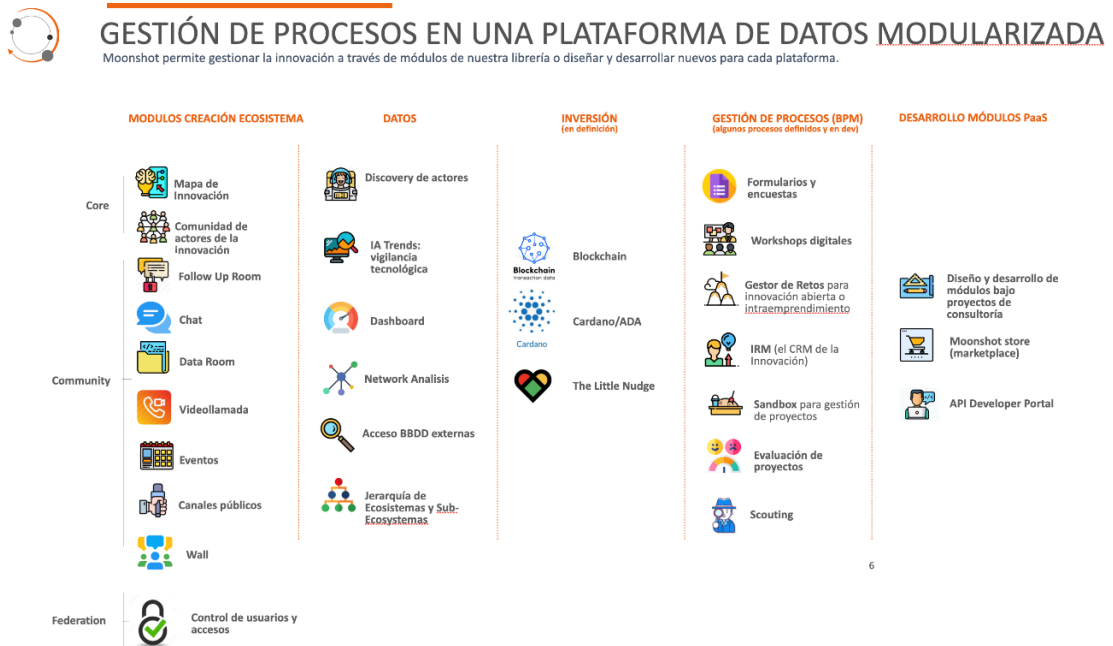 GESTIÓN DE PROCESOS EN UNA PLATAFORMA DE DATOS MODULARIZADA
Moonshot permite gestionar la innovación a través de módulos de nuestra librería o diseñar y desarrollar nuevos para cada plataforma.
MODULOS CREACIÓN ECOSISTEMA
Core
Mapa de
Innovación
Comunidad de
actores de la
innovación
Community
Follow Up Room
Chat
Data Room
Videollamada
Eventos
Canales públicos
Wall
Federation
Control de usuarios y
accesos
DATOS
Discovery de actores
IA Trends:
vigilancia
tecnológica
Dashboard
Network Analisis
Acceso BBDD externas
Jerarquía de
Ecosistemas y Sub-
Ecosystemas
INVERSIÓN
(en definición)
Blockchain
transaction data
Blockchain
Cardano
Cardano/ADA
The Little Nudge
GESTIÓN DE PROCESOS (BPM)
(algunos procesos definidos y en dev)
Formularios y
encuestas
Workshops digitales
Gestor de Retos para
innovación abierta o
intraemprendimiento
IRM (el CRM de la
Innovación)
Sandbox para gestión
de proyectos
Evaluación de
proyectos
Scouting
DESARROLLO MÓDULOS PaaS
Diseño y desarrollo de
módulos bajo
proyectos de
consultoría
Moonshot store
(marketplace)
API Developer Portal
6